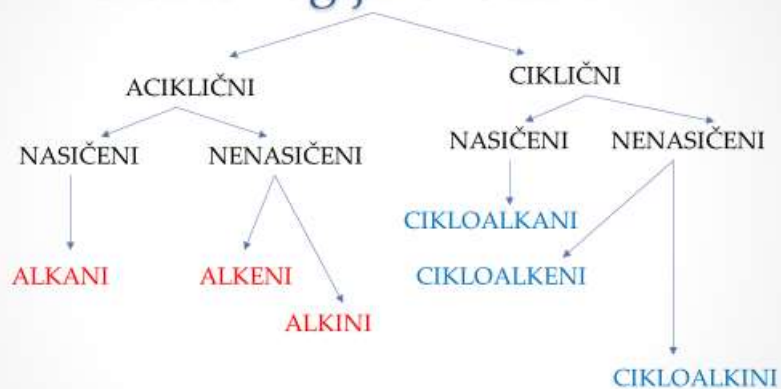 ACIKLIČNI
CIKLIČNI
NASIČENI
NENASIČENI
NASIČENI
NENASIČENI
CIKLOALKANI
ALKANI
ALKENI
CIKLOALKENI
ALKINI
CIKLOALKINI